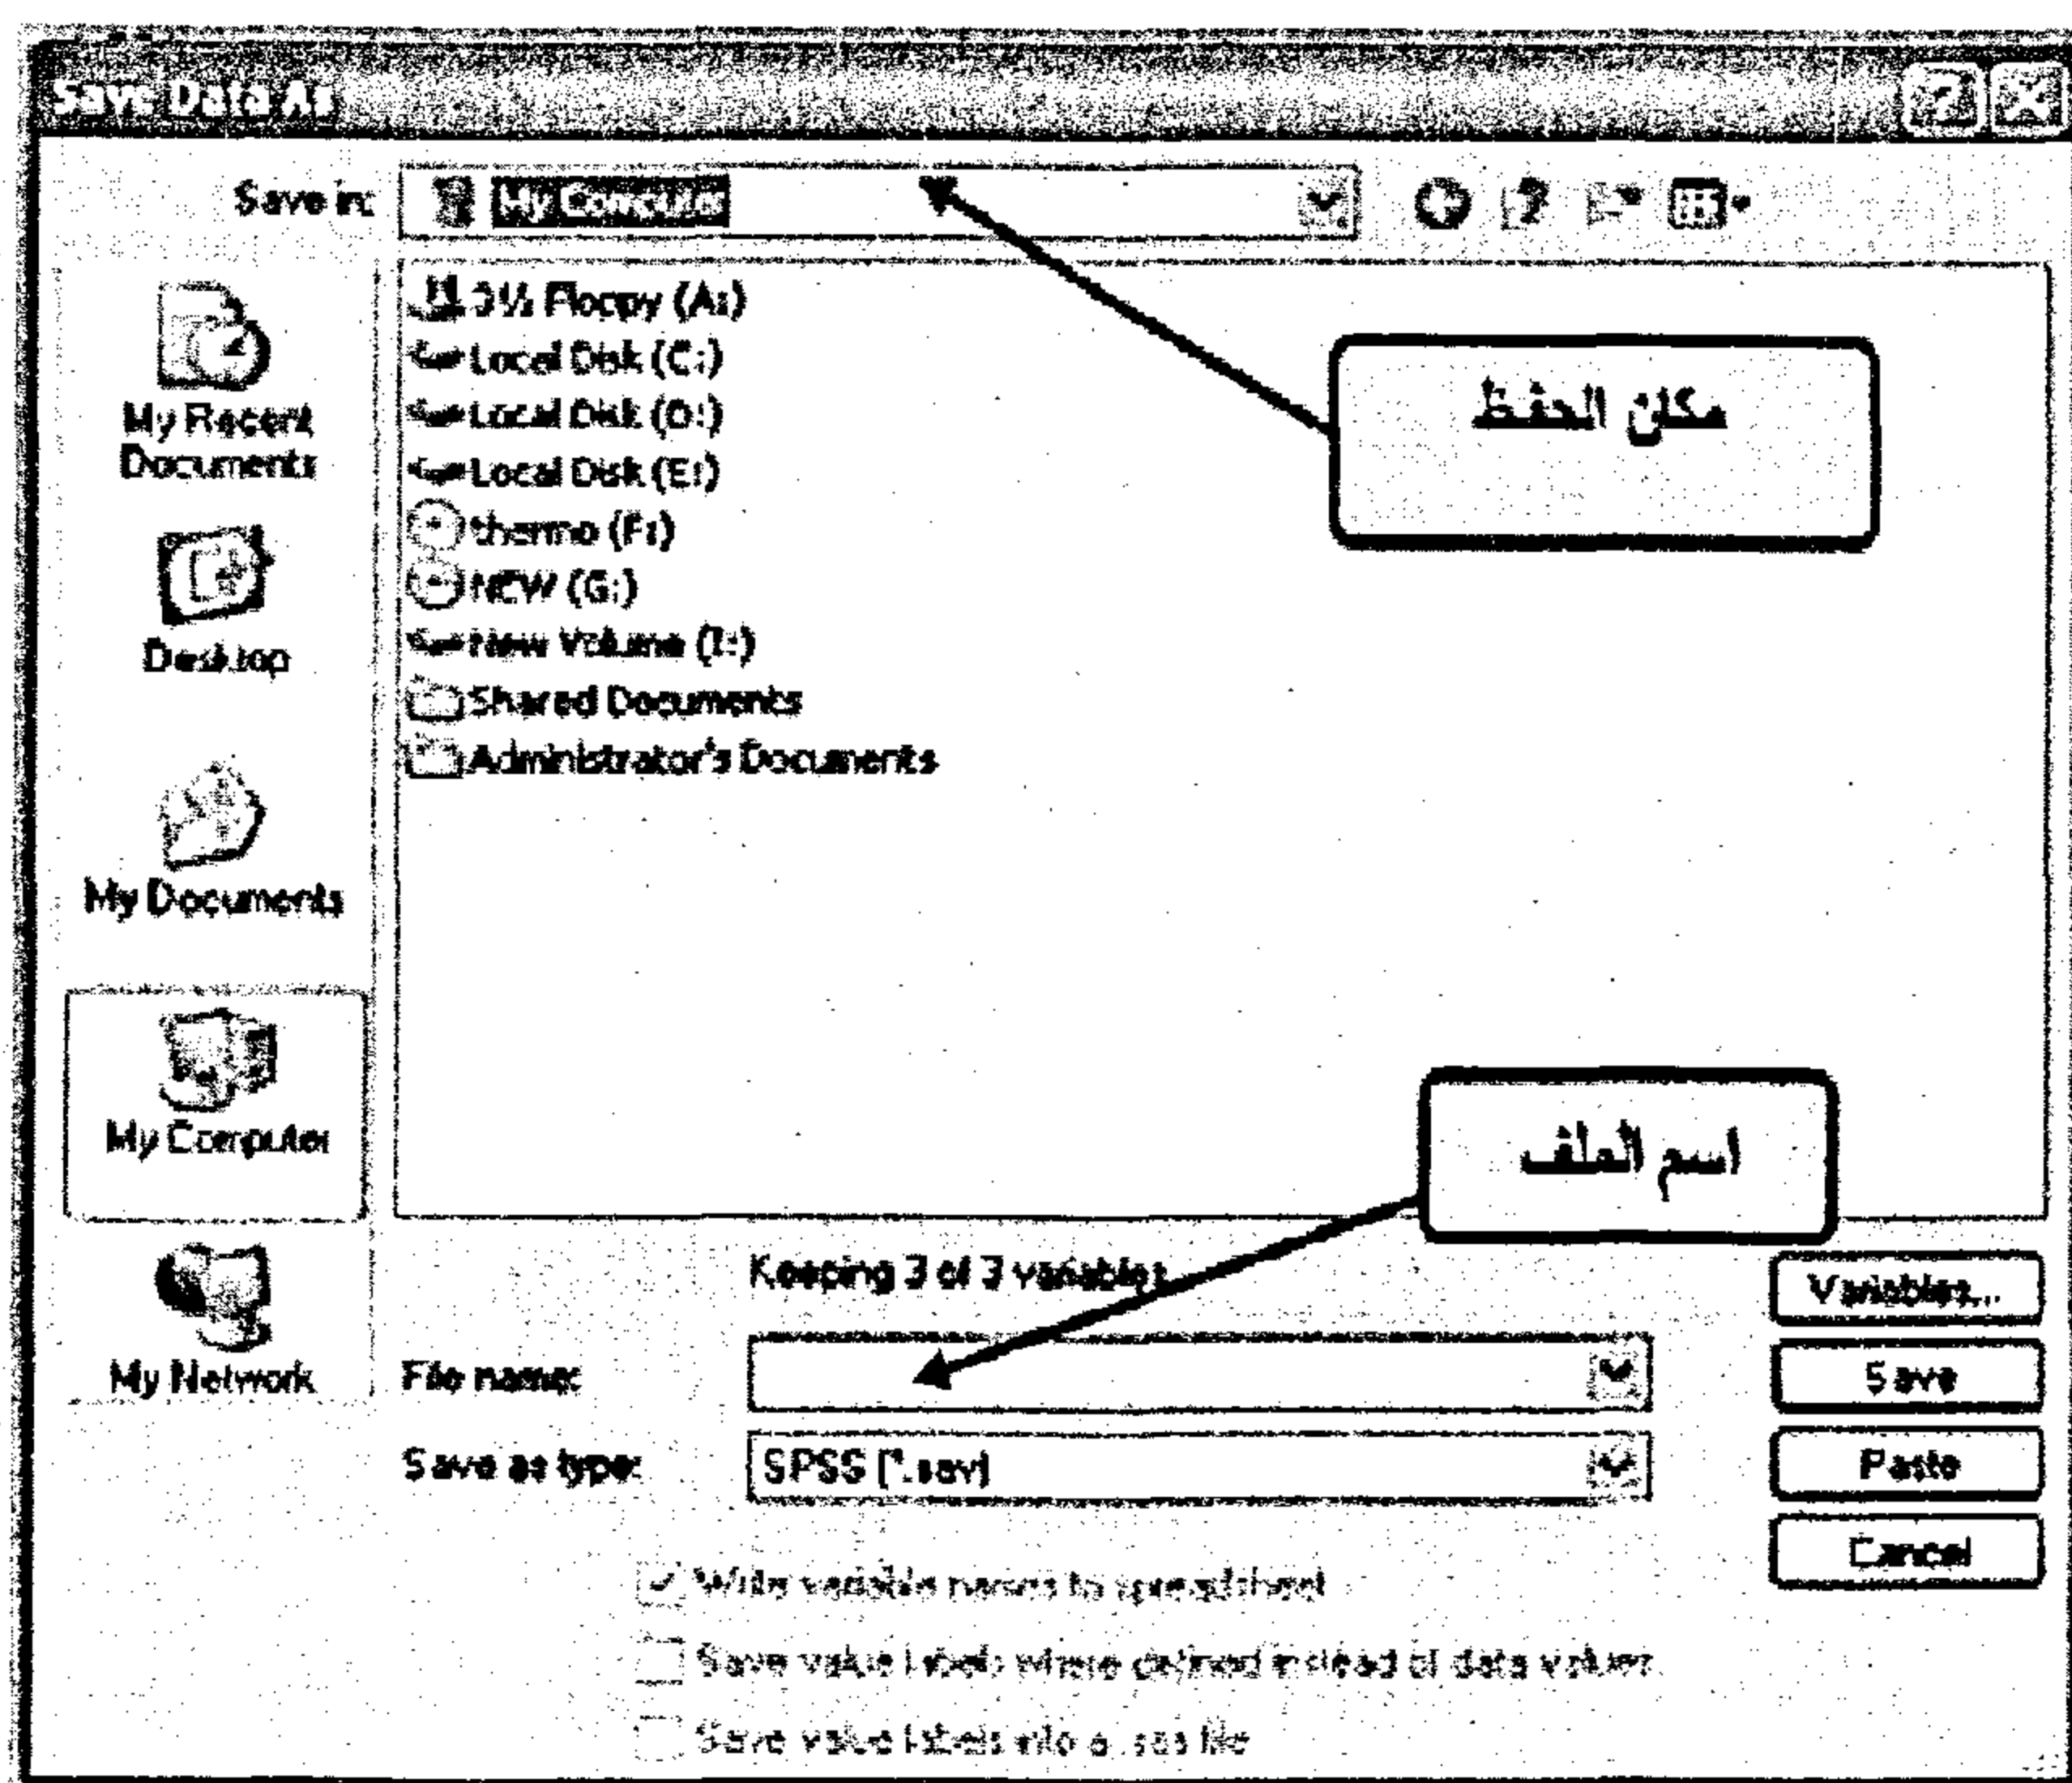 Save Data As
Save in:
My Computer
3½ Floppy (A:)
Local Disk (C:)
Local Disk (D:)
Local Disk (E:)
thermo (F:)
NEW (G:)
New Volume (I:)
Shared Documents
Administrator's Documents
مكان الحفظ
My Recent
Documents
Desktop
My Documents
My Computer
My Network
اسم الملف
Keeping 3 of 3 variables.
Variables...
File name:
Save
Save as type:
SPSS (*.sav)
Paste
Cancel
Write variable names to spreadsheet
Save value labels where defined instead of data values
Save value labels into a .sas file